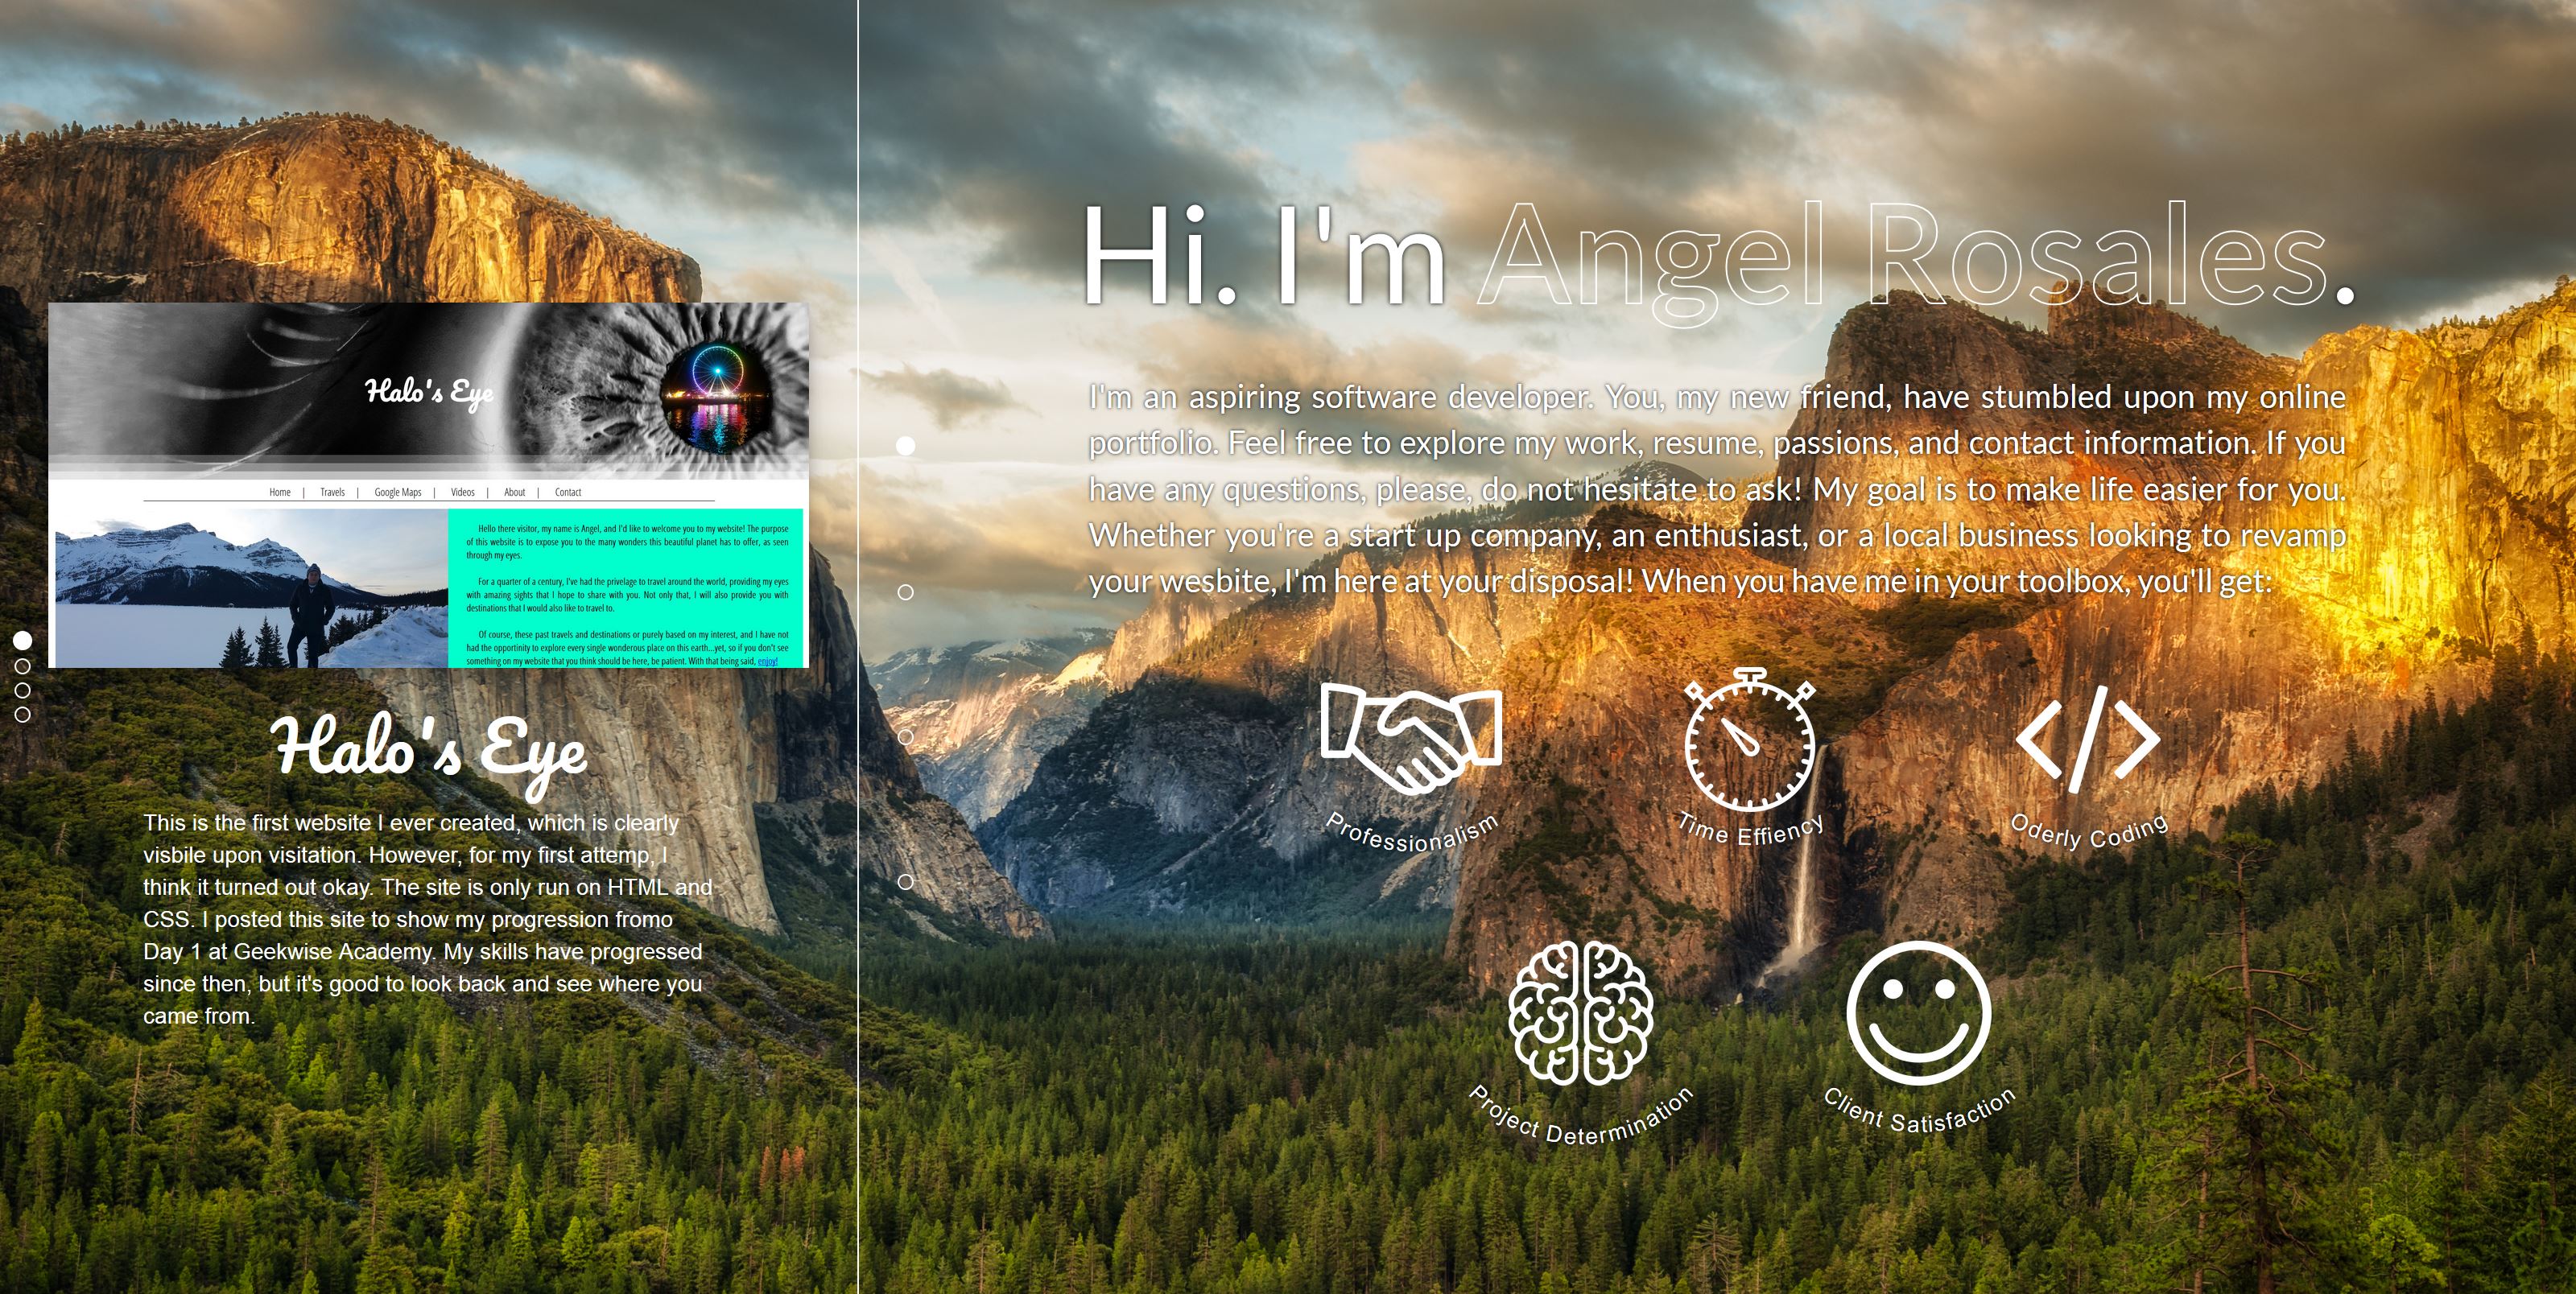 Halo's Eye
Home | Travels | Google Maps | Videos | About | Contact
Hello there visitor, my name is Angel, and I'd like to welcome you to my website! The purpose
of this website is to expose you to the many wonders this beautiful planet has to offer, as seen
through my eyes.
For a quarter of a century, I've had the privelage to travel around the world, providing my eyes
with amazing sights that I hope to share with you. Not only that, I will also provide you with
destinations that I would also like to travel to.
Of course, these past travels and destinations or purely based on my interest, and I have not
had the opportinity to explore every single wonderous place on this earth...yet, so if you don't see
something on my website that you think should be here, be patient. With that being said, enjoy!
Halo's Eye
This is the first website I ever created, which is clearly
visbile upon visitation. However, for my first attemp, I
think it turned out okay. The site is only run on HTML and
CSS. I posted this site to show my progression fromo
Day 1 at Geekwise Academy. My skills have progressed
since then, but it's good to look back and see where you
came from.
Hi. I'm Angel Rosales.
I'm an aspiring software developer. You, my new friend, have stumbled upon my online
portfolio. Feel free to explore my work, resume, passions, and contact information. If you
have any questions, please, do not hesitate to ask! My goal is to make life easier for you.
Whether you're a start up company, an enthusiast, or a local business looking to revamp
your wesbite, I'm here at your disposal! When you have me in your toolbox, you'll get:
Professionalism
Time Effiency
Oderly Coding
Project Determination
Client Satisfaction